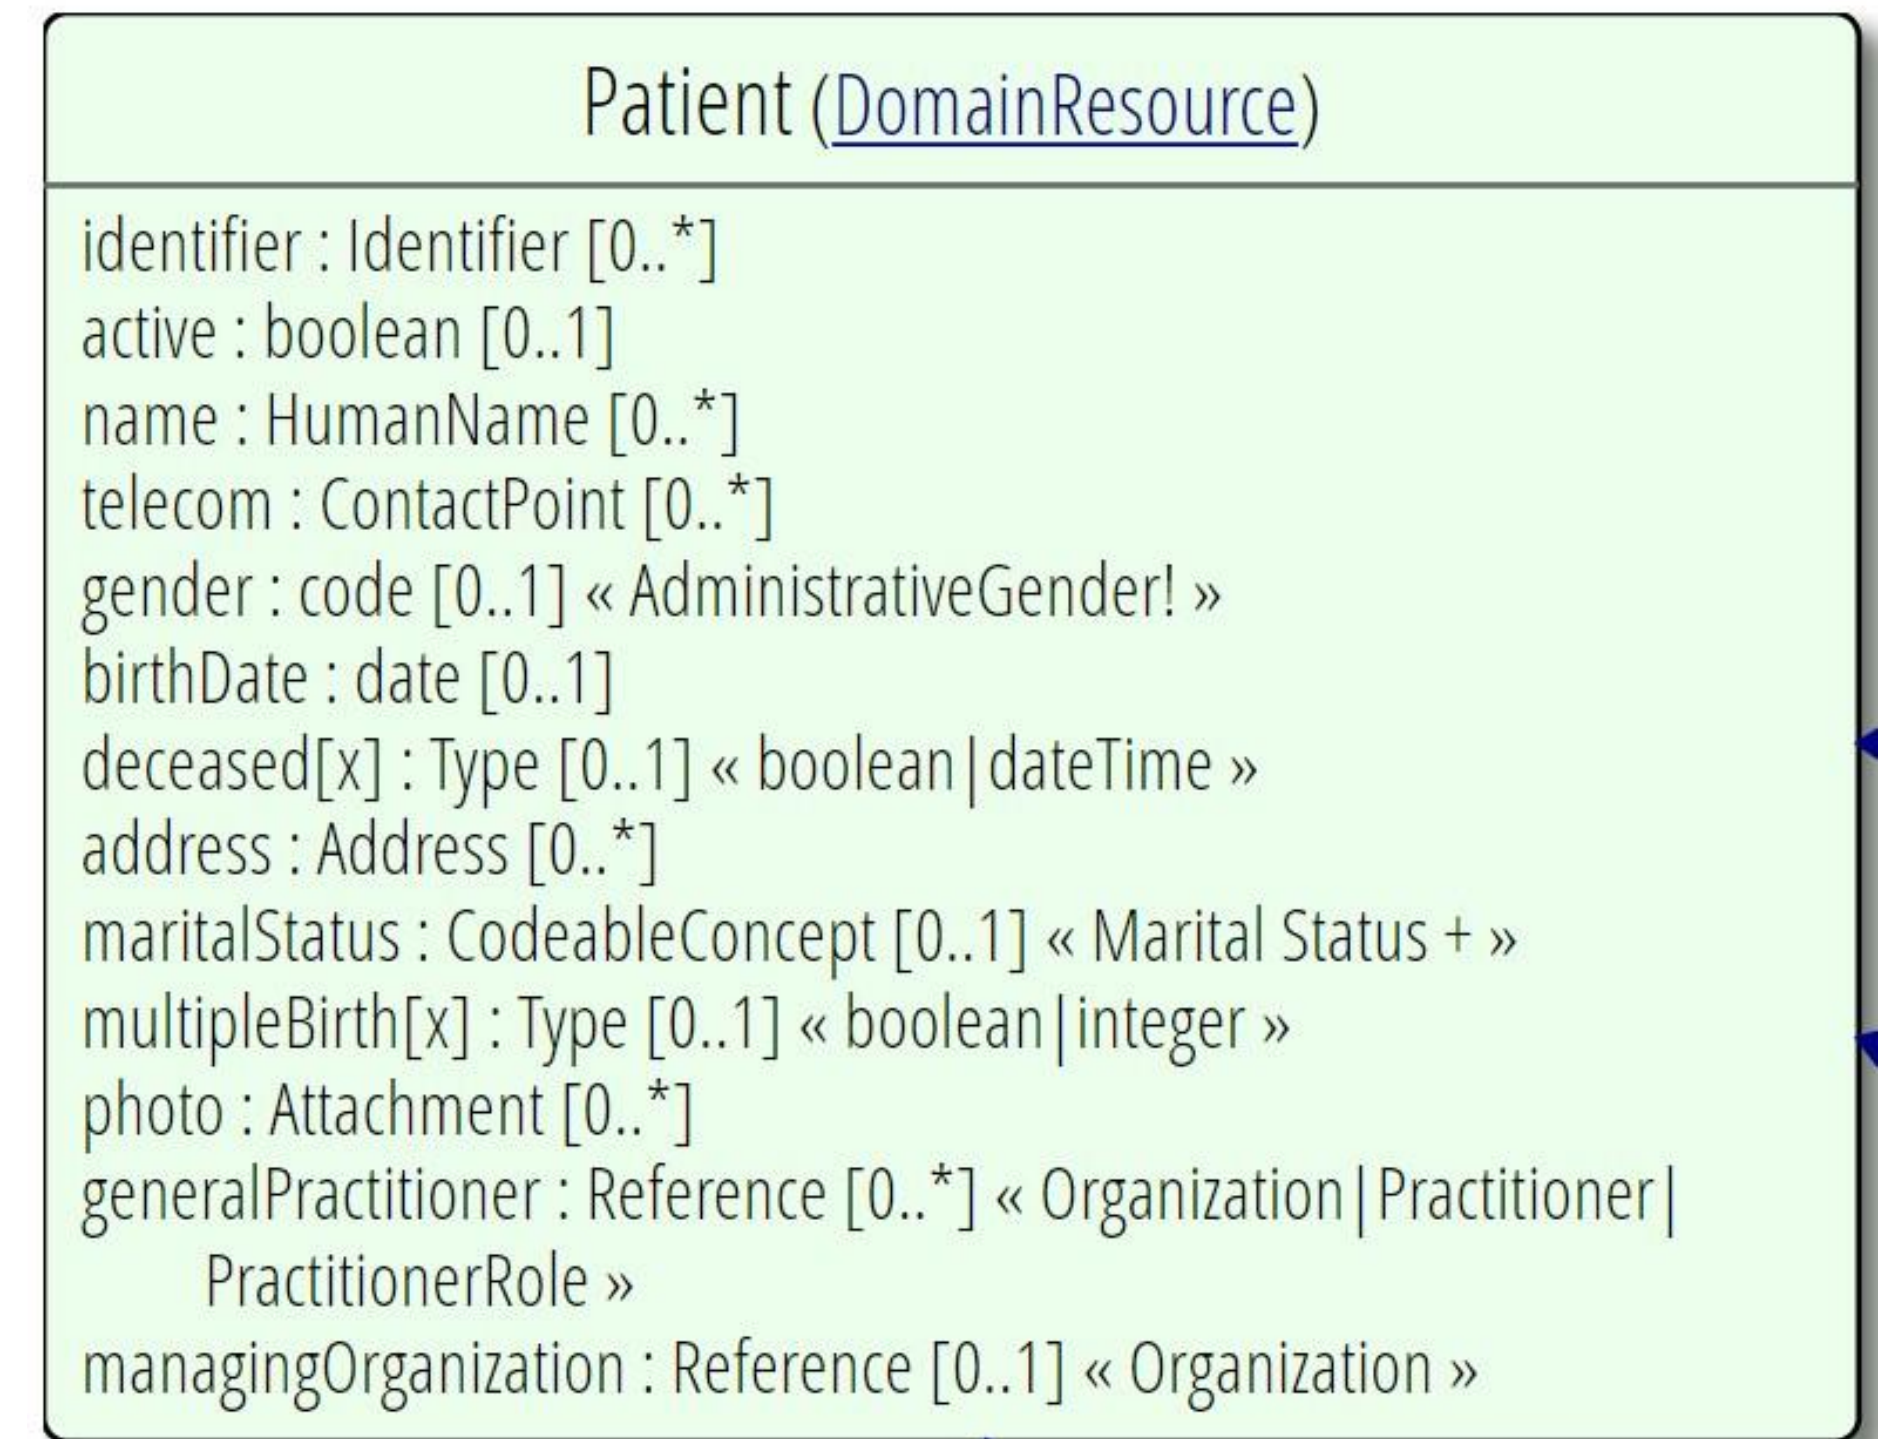 Patient (DomainResource)
identifier : Identifier [0..*]
active : boolean [0..1]
name : HumanName [0..*]
telecom : ContactPoint [0..*]
gender : code [0..1] « AdministrativeGender! »
birthDate : date [0..1]
deceased[x] : Type [0..1] « boolean|dateTime »
address : Address [0..*]
maritalStatus : CodeableConcept [0..1] « Marital Status + »
multipleBirth[x] : Type [0..1] « boolean|integer »
photo : Attachment [0..*]
generalPractitioner : Reference [0..*] « Organization|Practitioner|
PractitionerRole »
managingOrganization : Reference [0..1] « Organization »